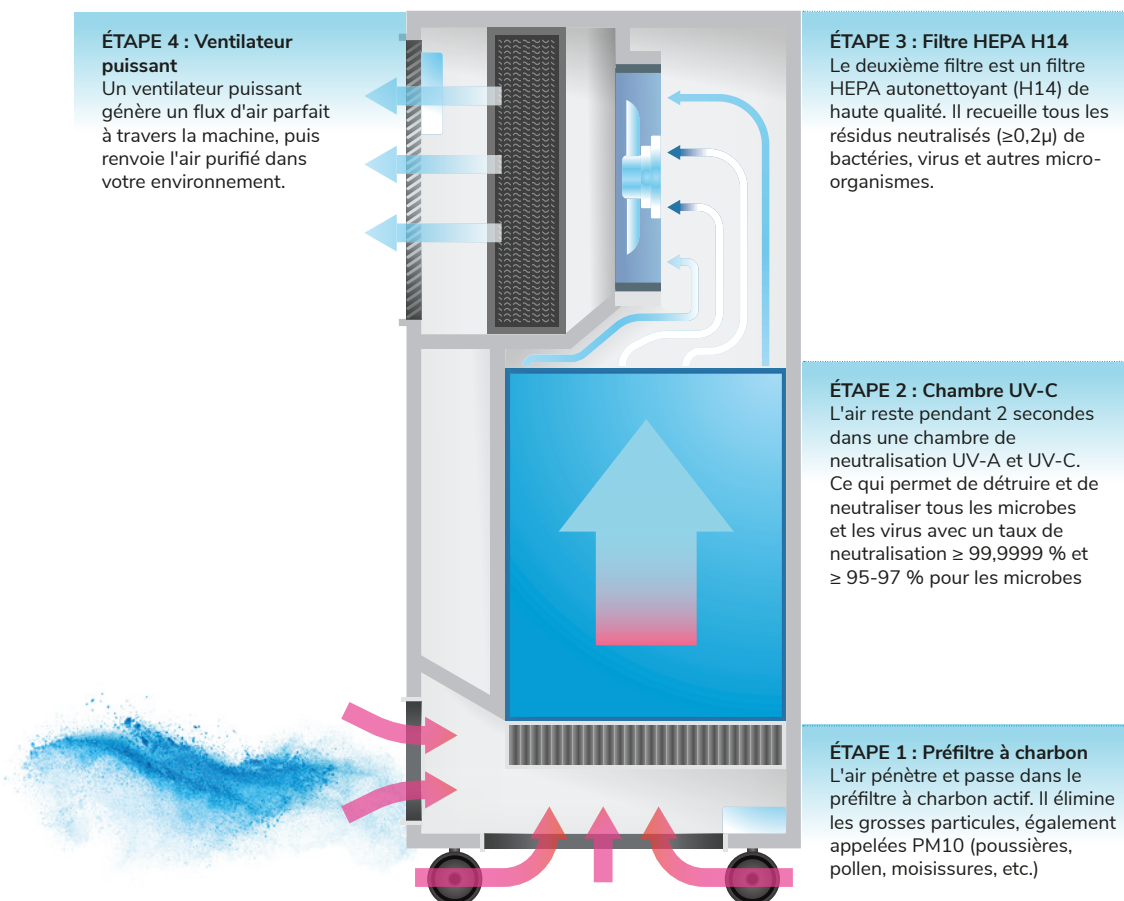 ÉTAPE 4 : Ventilateur
puissant
Un ventilateur puissant
génère un flux d'air parfait
à travers la machine, puis
renvoie l'air purifié dans
votre environnement.
ÉTAPE 3 : Filtre HEPA H14
Le deuxième filtre est un filtre
HEPA autonettoyant (H14) de
haute qualité. Il recueille tous les
résidus neutralisés (≥0,2µ) de
bactéries, virus et autres micro-
organismes.
ÉTAPE 2 : Chambre UV-C
L'air reste pendant 2 secondes
dans une chambre de
neutralisation UV-A et UV-C.
Ce qui permet de détruire et de
neutraliser tous les microbes
et les virus avec un taux de
neutralisation ≥ 99,9999 % et
≥ 95-97 % pour les microbes
ÉTAPE 1 : Préfiltre à charbon
L'air pénètre et passe dans le
préfiltre à charbon actif. Il élimine
les grosses particules, également
appelées PM10 (poussières,
pollen, moisissures, etc.)